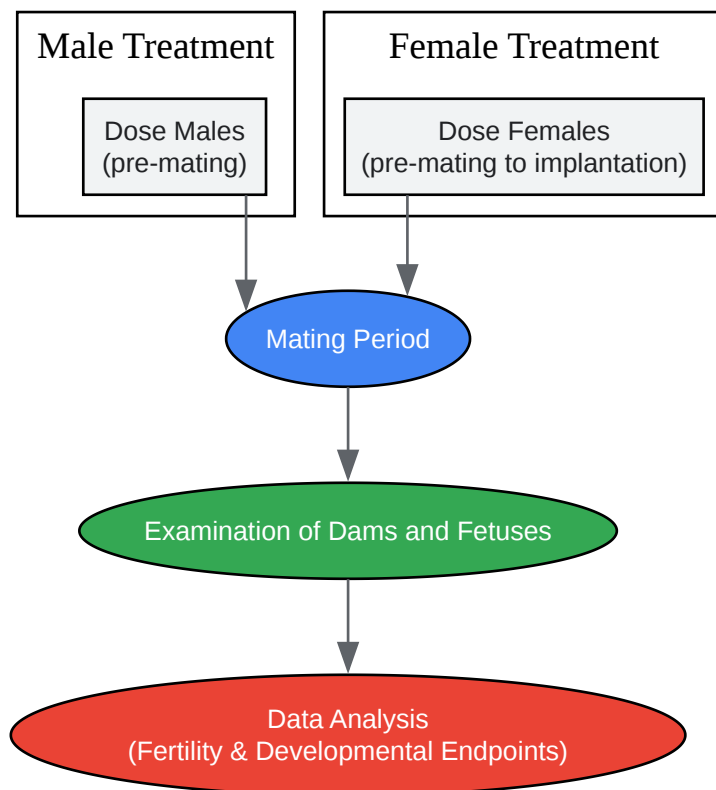 Male Treatment
Dose Males
(pre-mating)
Female Treatment
Dose Females
(pre-mating to implantation)
Mating Period
Examination of Dams and Fetuses
Data Analysis
(Fertility & Developmental Endpoints)